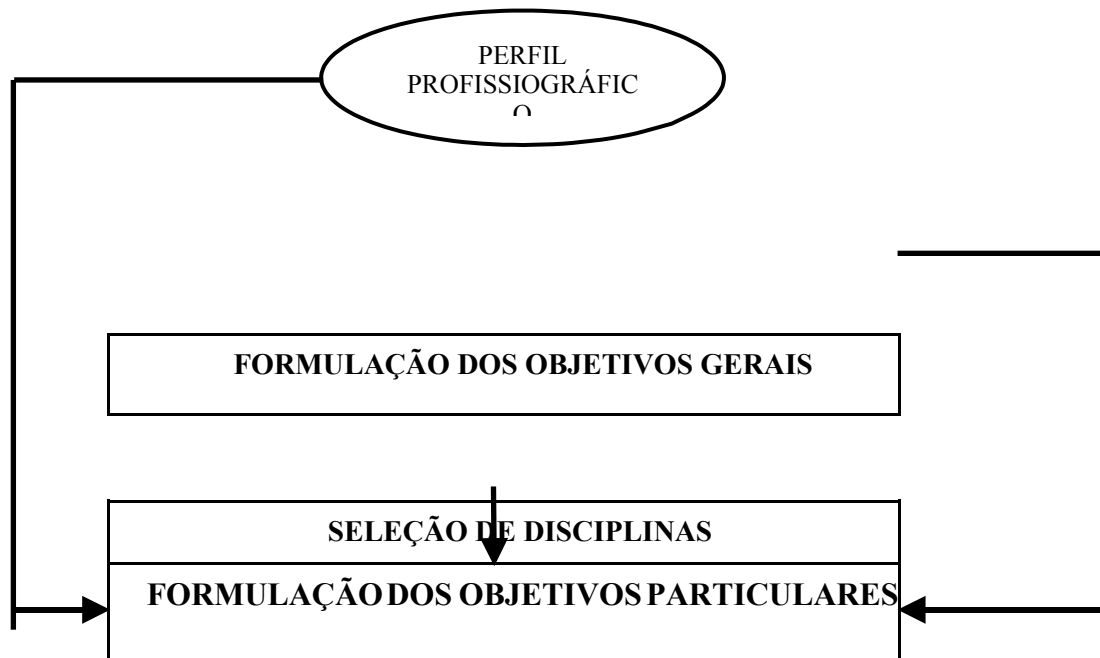 PERFIL
PROFISSIOGRÁFIC
O
FORMULAÇÃO DOS OBJETIVOS GERAIS
SELEÇÃO DE DISCIPLINAS
FORMULAÇÃO DOS OBJETIVOS PARTICULARES